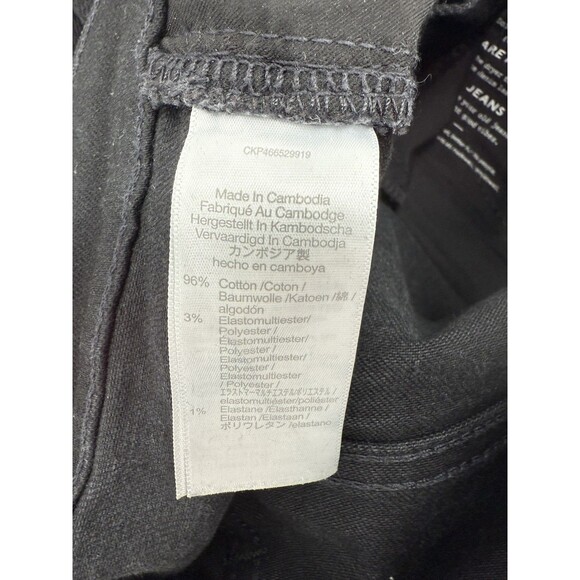 CKP466529919
Made In Cambodia
Fabriqué Au Cambodge
Hergestellt In Kambodscha
Vervaardigd In Cambodja
カンボジア製
hecho en camboya
96% Cotton /Coton /
Baumwolle /Katoen /綿 /
algodón
3% Elastomultiester/
Polyester /
Élastomultiester/
Polyester /
Elastomultiester/
Polyester /
Elastomultiester
/ Polyester /
エラストマーマルチエステル/ポリエステル /
elastomultiéster/poliéster
1% Elastane /Elasthanne /
Elastan /Elastaan /
ポリウレタン /elastano
JEANS